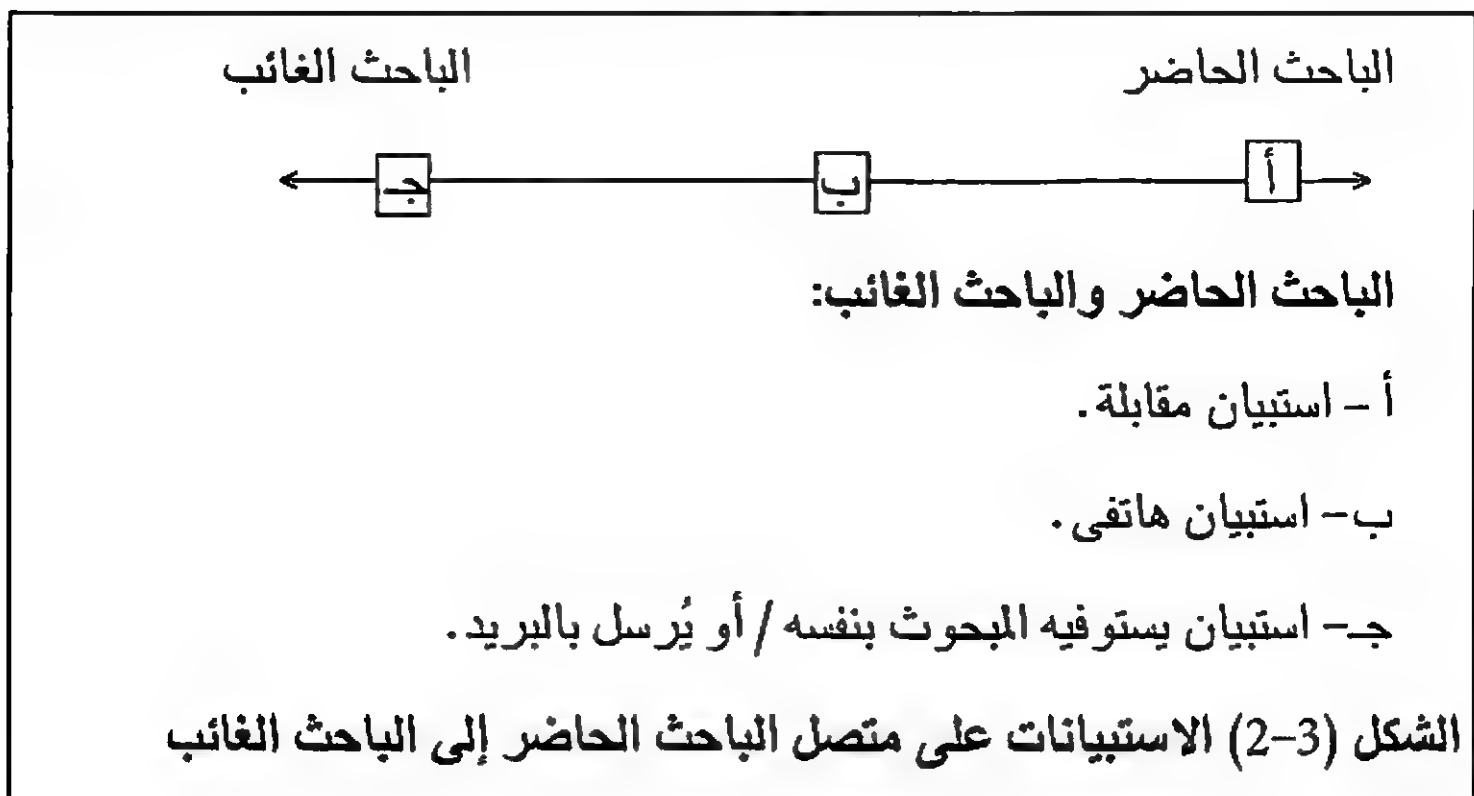 الباحث الحاضر الباحث الغائب
أ ب جـ
الباحث الحاضر والباحث الغائب:
أ – استبيان مقابلة.
ب– استبيان هاتفى.
جـ– استبيان يستوفيه المبحوث بنفسه / أو يُرسل بالبريد.
الشكل (3–2) الاستبيانات على متصل الباحث الحاضر إلى الباحث الغائب